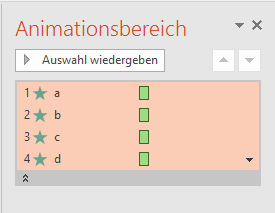 Animationsbereich
Auswahl wiedergeben
1 a
2 b
3 c
4 d